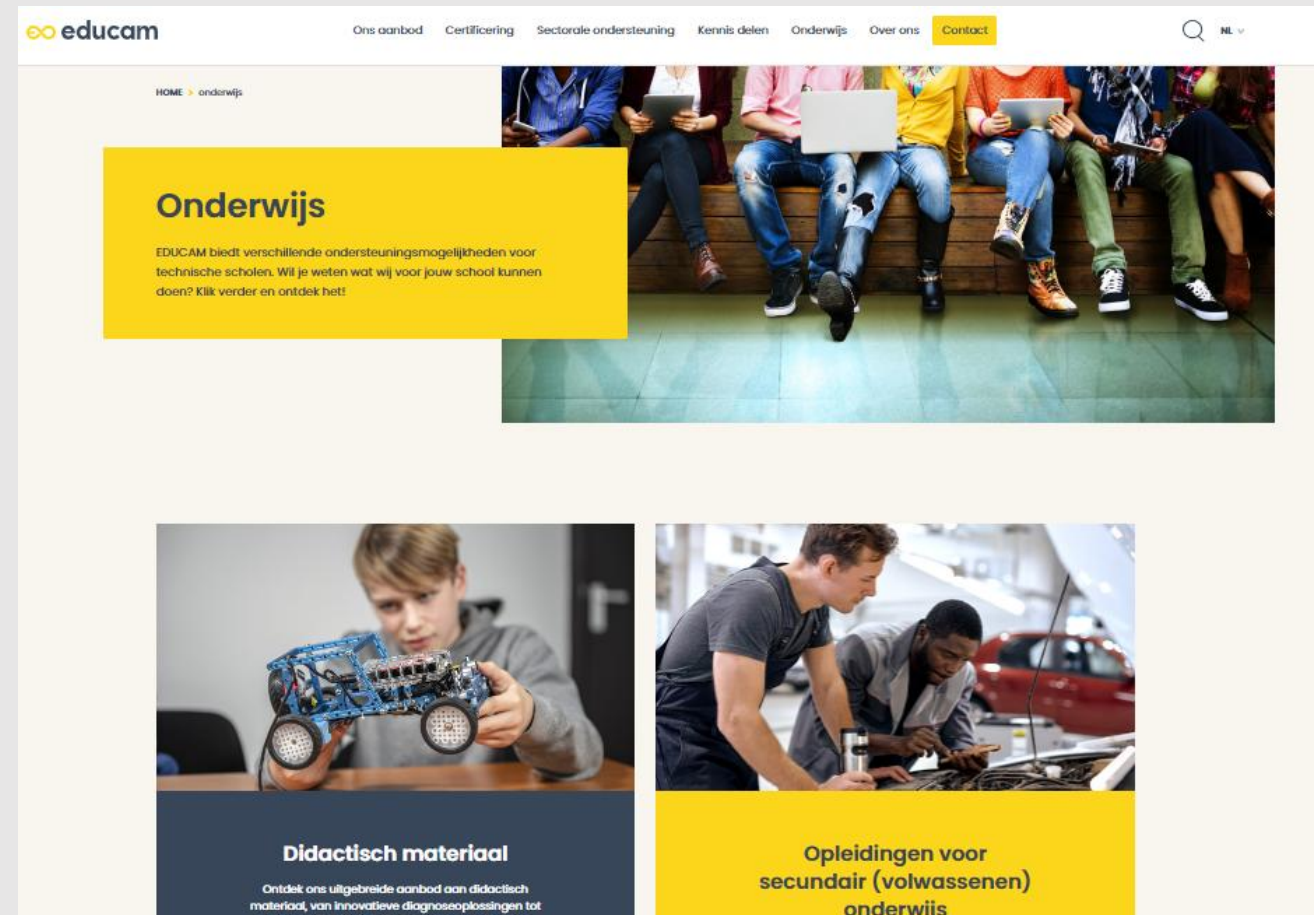 educam
Ons aanbod Certificering Sectorale ondersteuning Kennis delen Onderwijs Over ons Contact NL
HOME > onderwijs
Onderwijs
EDUCAM biedt verschillende ondersteuningsmogelijkheden voor
technische scholen. Wil je weten wat wij voor jouw school kunnen
doen? Klik verder en ontdek het!
Didactisch materiaal
Ontdek ons uitgebreide aanbod aan didactisch
materiaal, van innovatieve diagnoseoplossingen tot
Opleidingen voor
secundair (volwassenen)
onderwijs